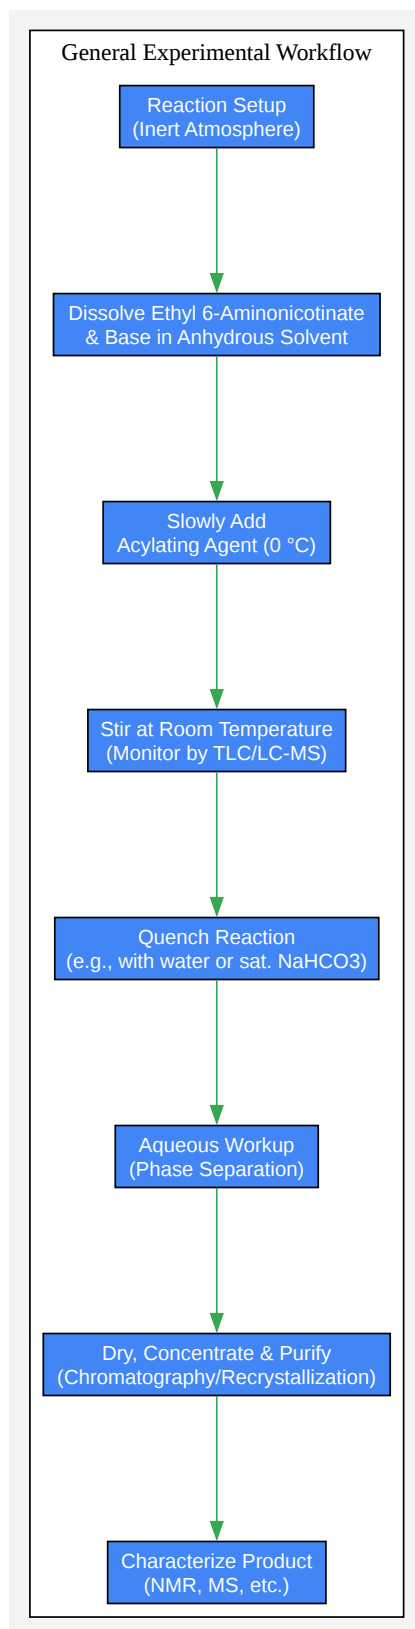 General Experimental Workflow
Reaction Setup
(Inert Atmosphere)
Dissolve Ethyl 6-Aminonicotinate
& Base in Anhydrous Solvent
Slowly Add
Acylating Agent (0 °C)
Stir at Room Temperature
(Monitor by TLC/LC-MS)
Quench Reaction
(e.g., with water or sat. NaHCO3)
Aqueous Workup
(Phase Separation)
Dry, Concentrate & Purify
(Chromatography/Recrystallization)
Characterize Product
(NMR, MS, etc.)